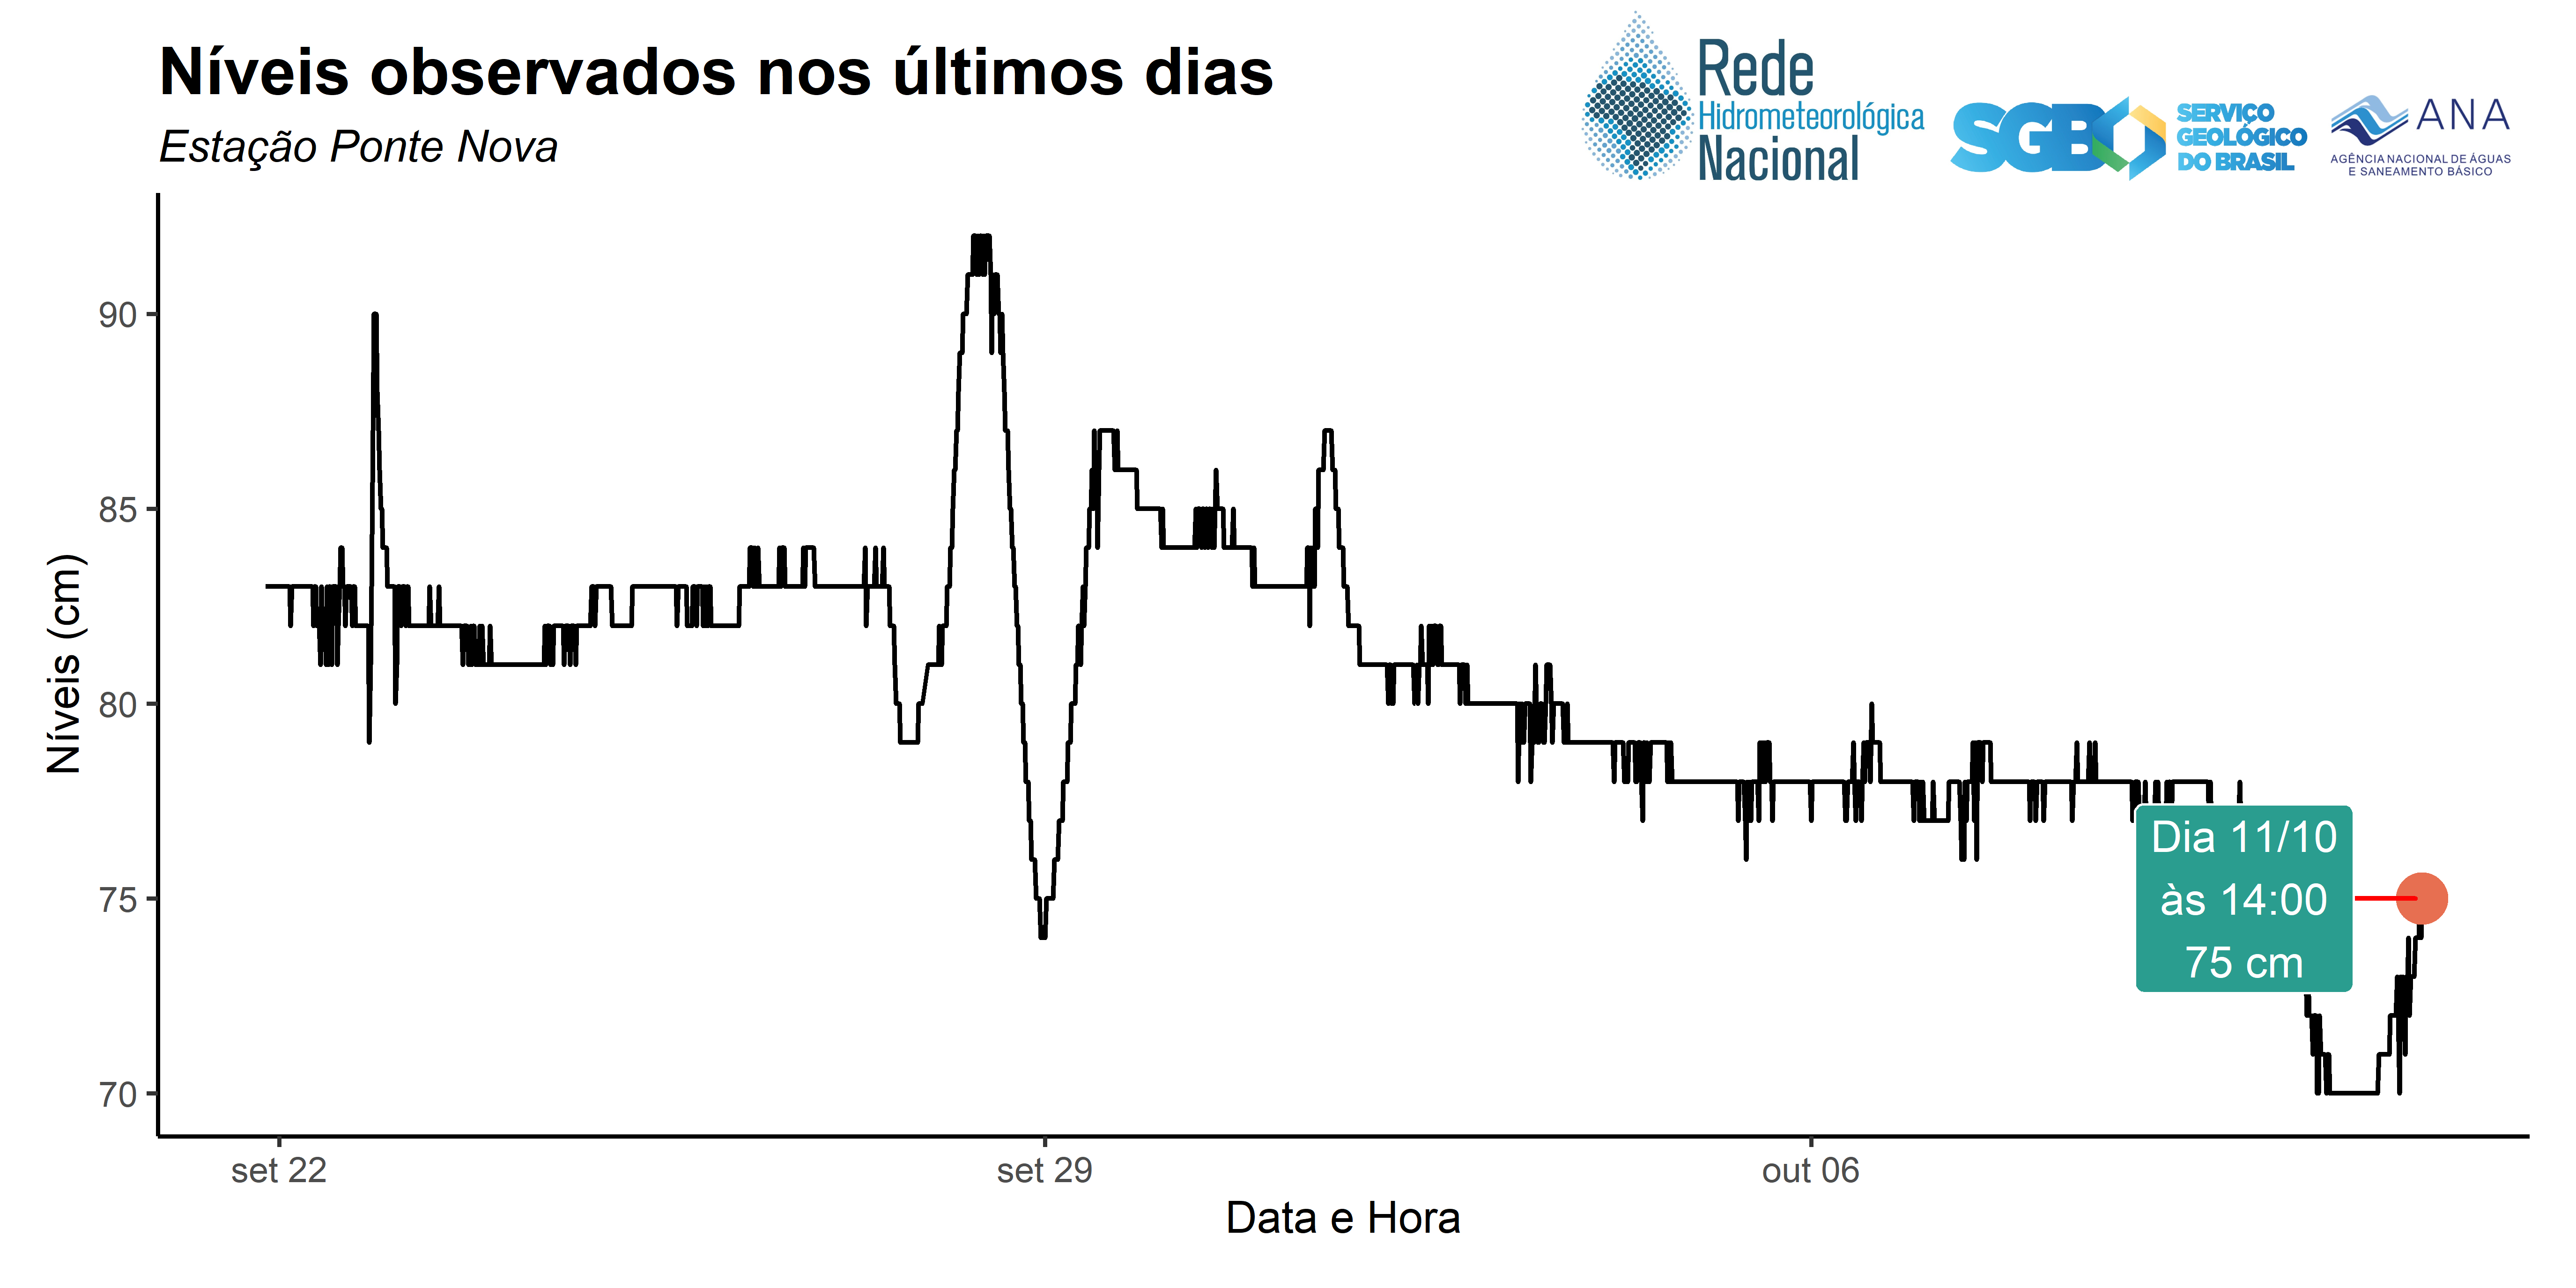 Níveis observados nos últimos dias
Estação Ponte Nova
Rede
Hidrometeorológica
Nacional
SGB
SERVIÇO
GEOLÓGICO
DO BRASIL
ANA
AGÊNCIA NACIONAL DE ÁGUAS
E SANEAMENTO BÁSICO
Níveis (cm)
90
85
80
75
70
Dia 11/10
às 14:00
75 cm
set 22
set 29
out 06
Data e Hora